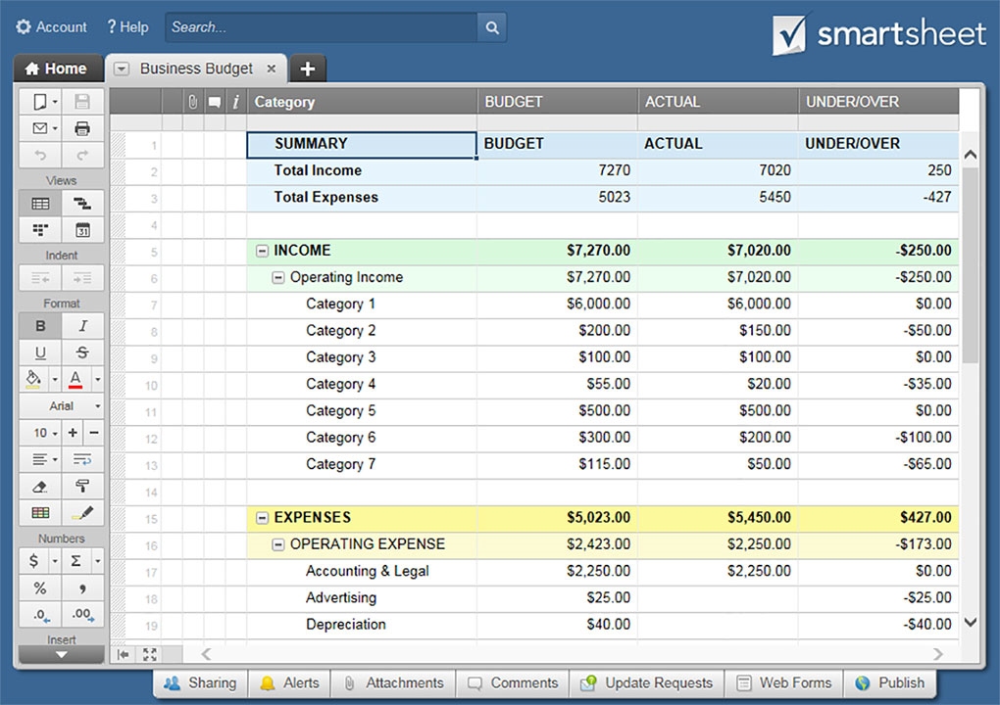 Account ? Help Search...
smartsheet
Home Business Budget × +
i Category BUDGET ACTUAL UNDER/OVER
1 SUMMARY BUDGET ACTUAL UNDER/OVER
2 Total Income 7270 7020 250
3 Total Expenses 5023 5450 -427
4
5 INCOME $7,270.00 $7,020.00 -$250.00
6 Operating Income $7,270.00 $7,020.00 -$250.00
7 Category 1 $6,000.00 $6,000.00 $0.00
8 Category 2 $200.00 $150.00 -$50.00
9 Category 3 $100.00 $100.00 $0.00
10 Category 4 $55.00 $20.00 -$35.00
11 Category 5 $500.00 $500.00 $0.00
12 Category 6 $300.00 $200.00 -$100.00
13 Category 7 $115.00 $50.00 -$65.00
14
15 EXPENSES $5,023.00 $5,450.00 $427.00
16 OPERATING EXPENSE $2,423.00 $2,250.00 -$173.00
17 Accounting & Legal $2,250.00 $2,250.00 $0.00
18 Advertising $25.00 -$25.00
19 Depreciation $40.00 -$40.00
Views
31
Indent
Format
B I
U S
A
Arial
10 + −
Numbers
$ Σ
% ,
.0 .00
Insert
Sharing Alerts Attachments Comments Update Requests Web Forms Publish